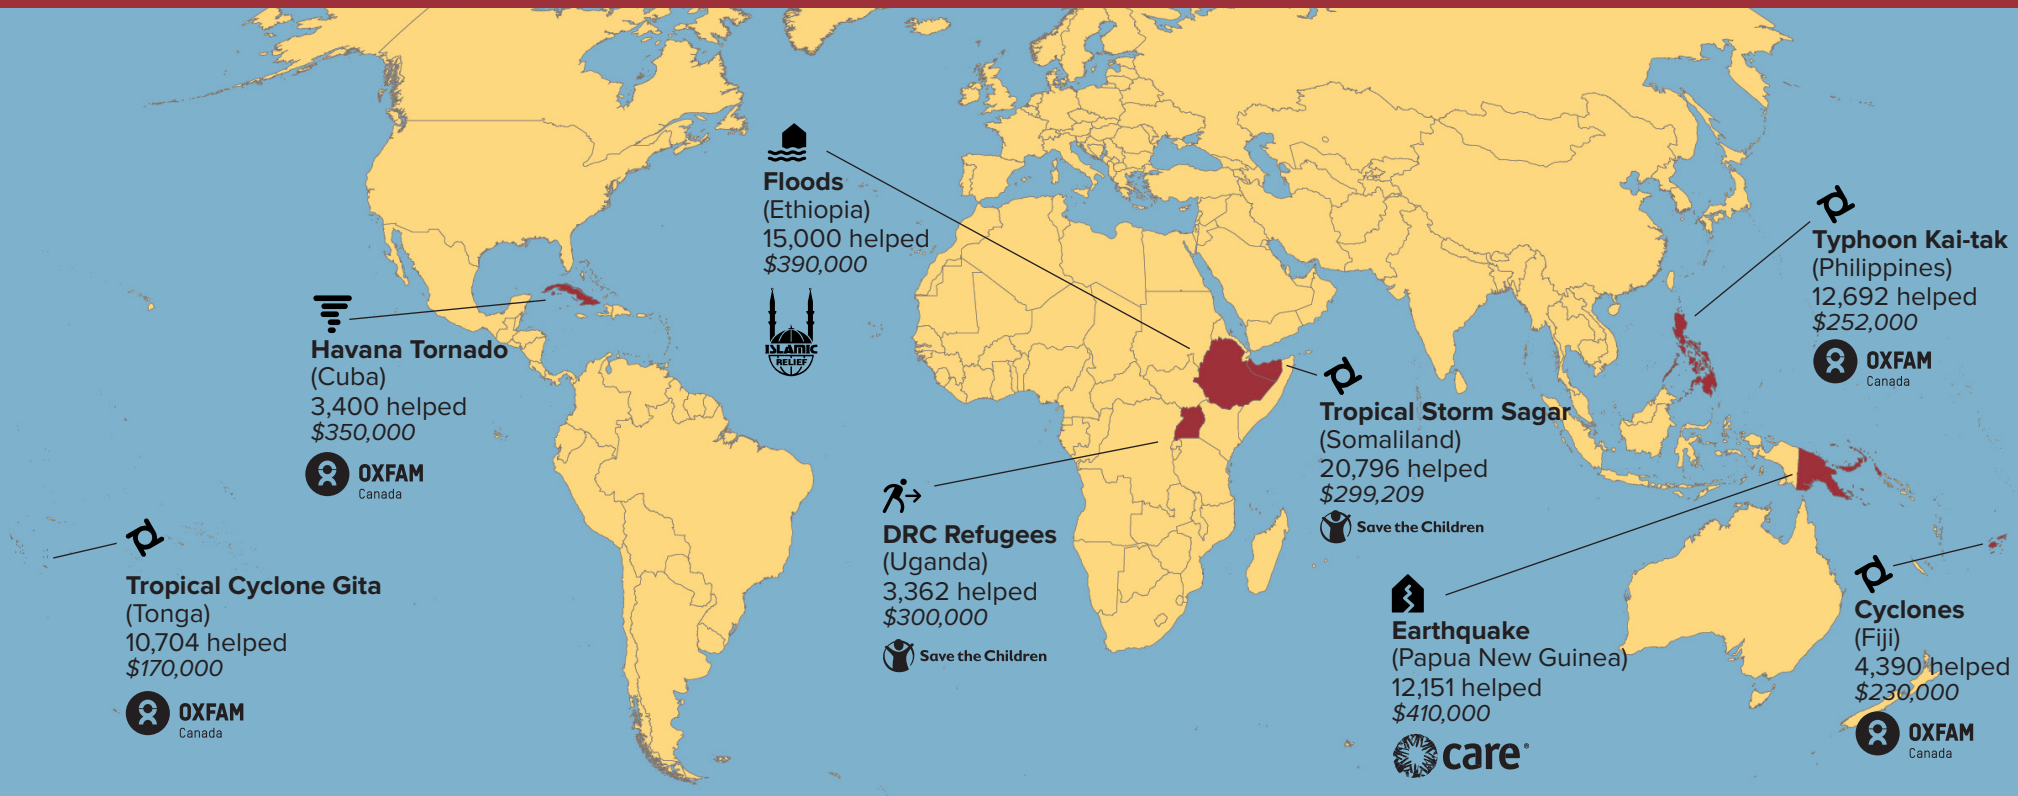 Floods
(Ethiopia)
15,000 helped
$390,000
ISLAMIC
RELIEF
Typhoon Kai-tak
(Philippines)
12,692 helped
$252,000
OXFAM
Canada
Havana Tornado
(Cuba)
3,400 helped
$350,000
OXFAM
Canada
Tropical Storm Sagar
(Somaliland)
20,796 helped
$299,209
Save the Children
DRC Refugees
(Uganda)
3,362 helped
$300,000
Save the Children
Tropical Cyclone Gita
(Tonga)
10,704 helped
$170,000
OXFAM
Canada
Earthquake
(Papua New Guinea)
12,151 helped
$410,000
care
Cyclones
(Fiji)
4,390 helped
$230,000
OXFAM
Canada